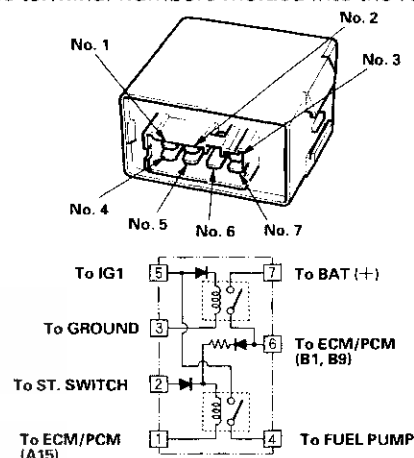 No. 2
No. 1
No. 3
No. 4
No. 5
No. 6
No. 7
To IG1
5
7
To BAT (+)
To GROUND
3
6
To ECM/PCM
(B1, B9)
To ST. SWITCH
2
To ECM/PCM
(A15)
1
4
To FUEL PUMP